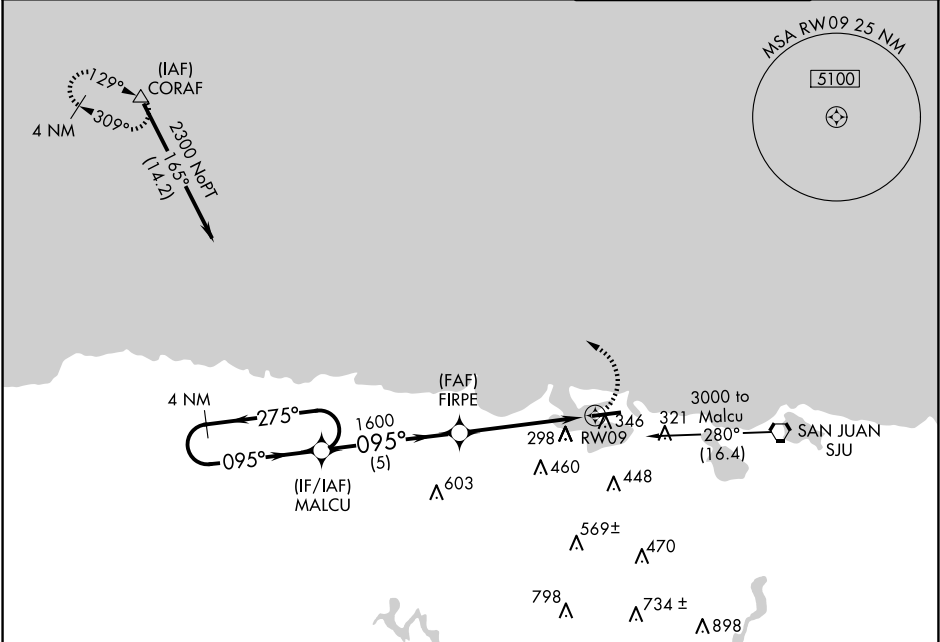 MSA RW09 25 NM
5100
(IAF)
CORAF
129°
309°
4 NM
2300 NoPT
165°
(14.2)
4 NM
275°
095°
(IF/IAF)
MALCU
1600
095°
(5)
(FAF)
FIRPE
603
298
RW09
346
321
3000 to
Malcu
280°
(16.4)
SAN JUAN
SJU
460
448
569±
470
798
734 ±
898